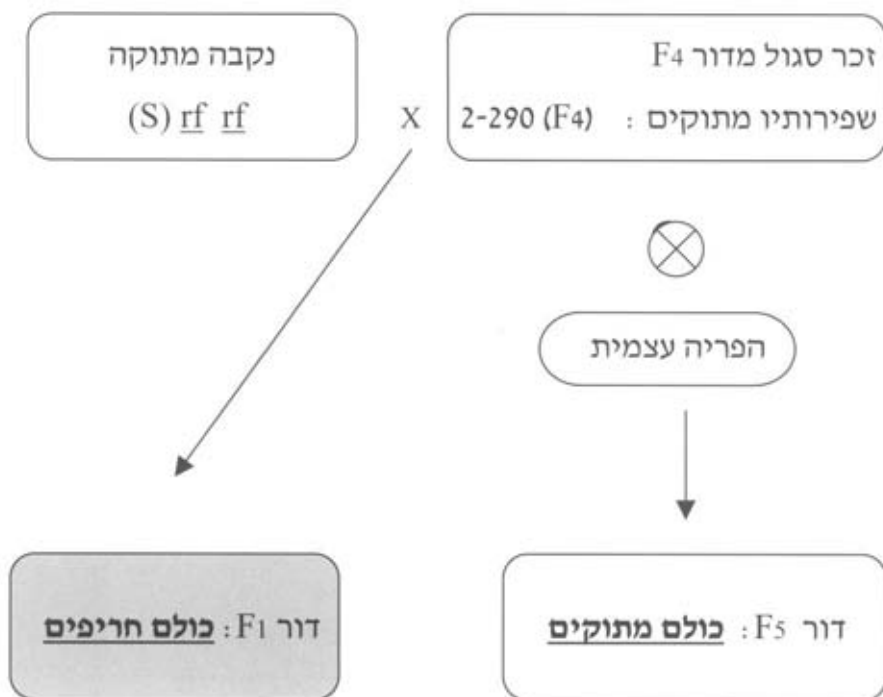 זכר סגול מדור F4
שפירותיו מתוקים : 2-290 (F4)
X
נקבה מתוקה
(S) rf rf
הפריה עצמית
דור F5: כולם מתוקים
דור F1: כולם חריפים